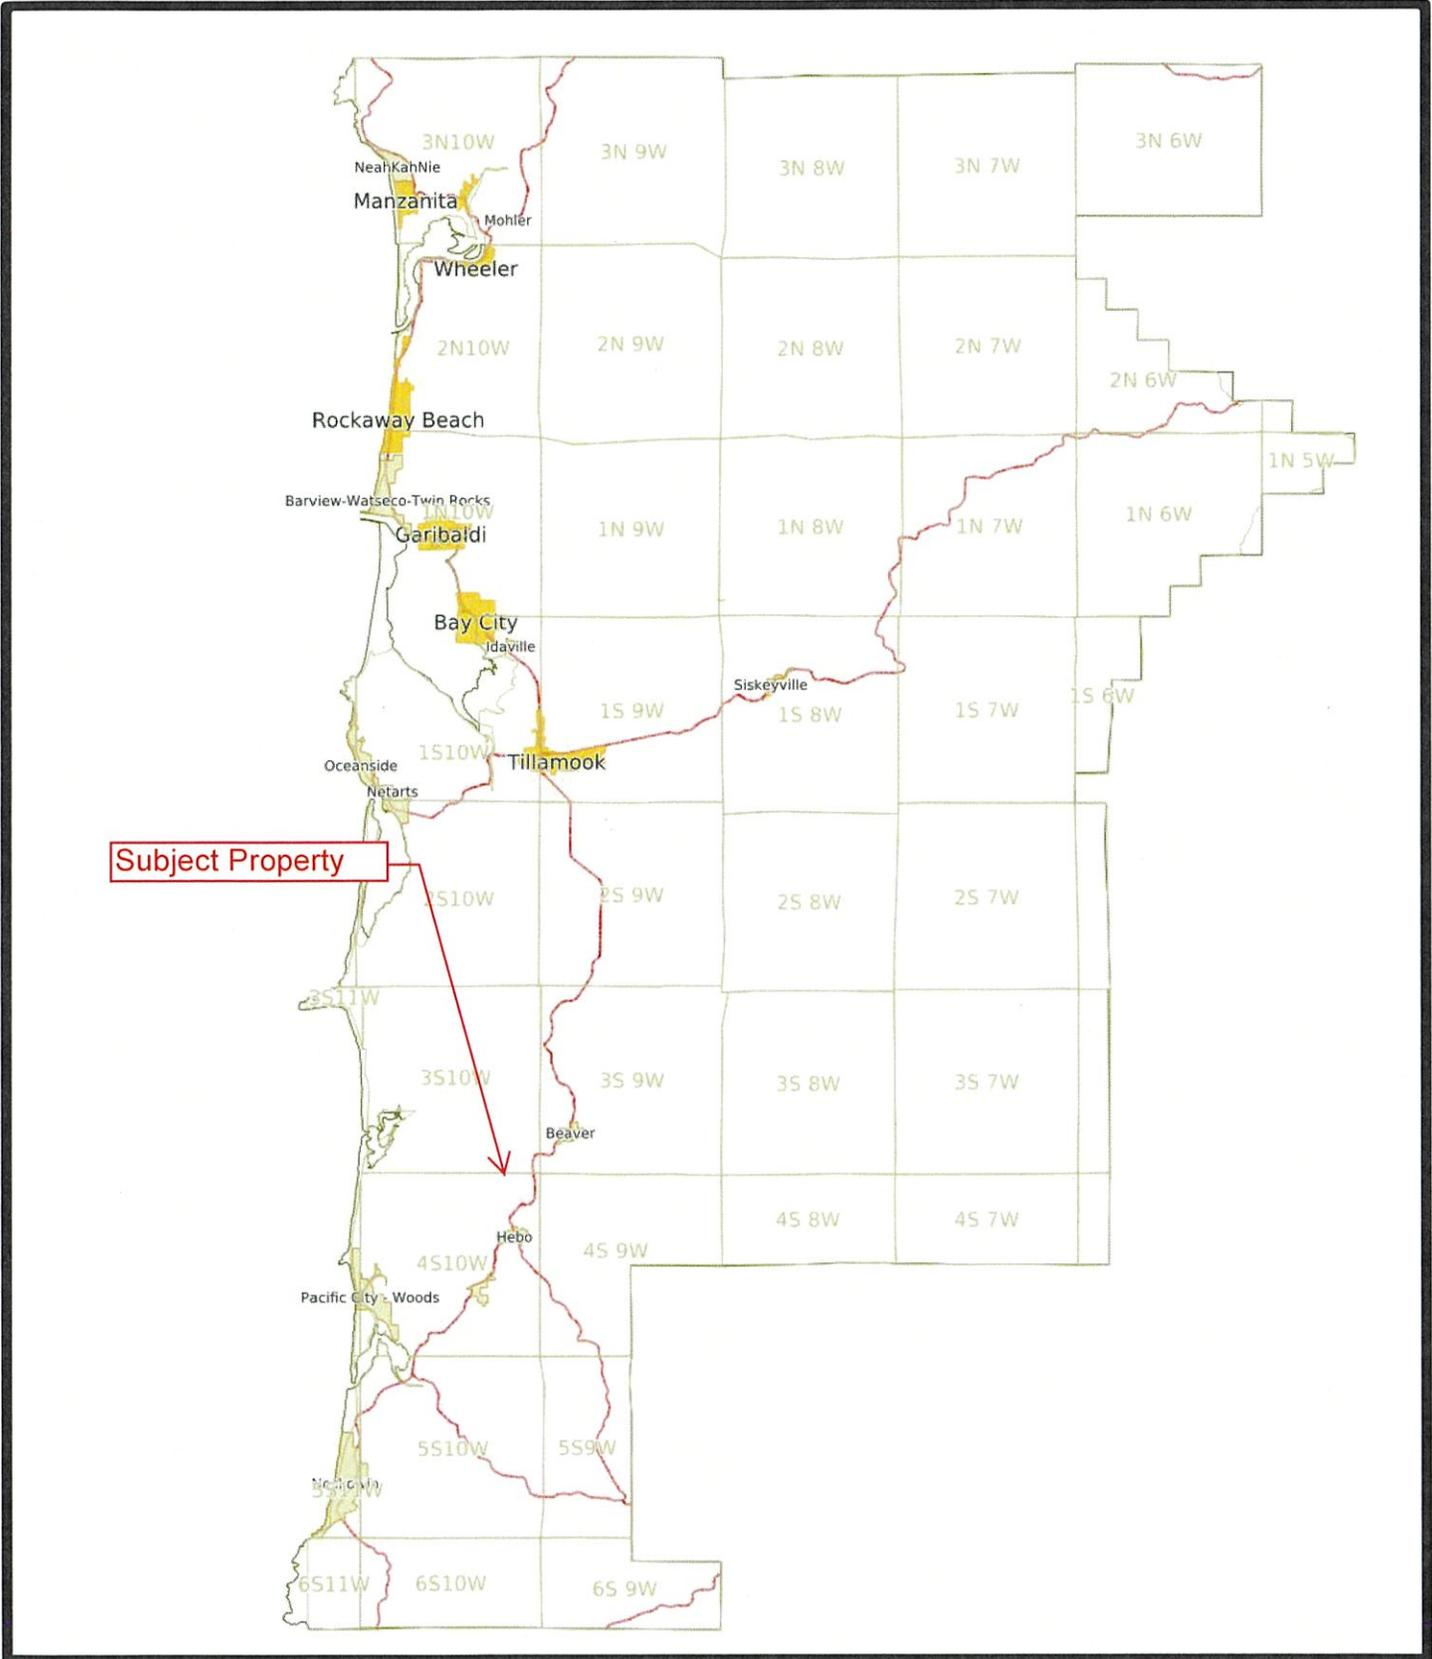 3N10W
3N 9W
3N 8W
3N 7W
3N 6W
NeahKahNie
Manzanita
Mohler
Wheeler
2N10W
2N 9W
2N 8W
2N 7W
2N 6W
Rockaway Beach
1N 5W
Barview-Watseco-Twin Rocks
1N10W
Garibaldi
1N 9W
1N 8W
1N 7W
1N 6W
Bay City
Idaville
Siskeyville
1S10W
1S 9W
1S 8W
1S 7W
1S 6W
Oceanside
Tillamook
Netarts
Subject Property
2S10W
2S 9W
2S 8W
2S 7W
3S11W
3S10W
3S 9W
3S 8W
3S 7W
Beaver
4S 8W
4S 7W
Hebo
4S10W
4S 9W
Pacific City - Woods
5S10W
5S9W
5S11W
6S11W
6S10W
6S 9W